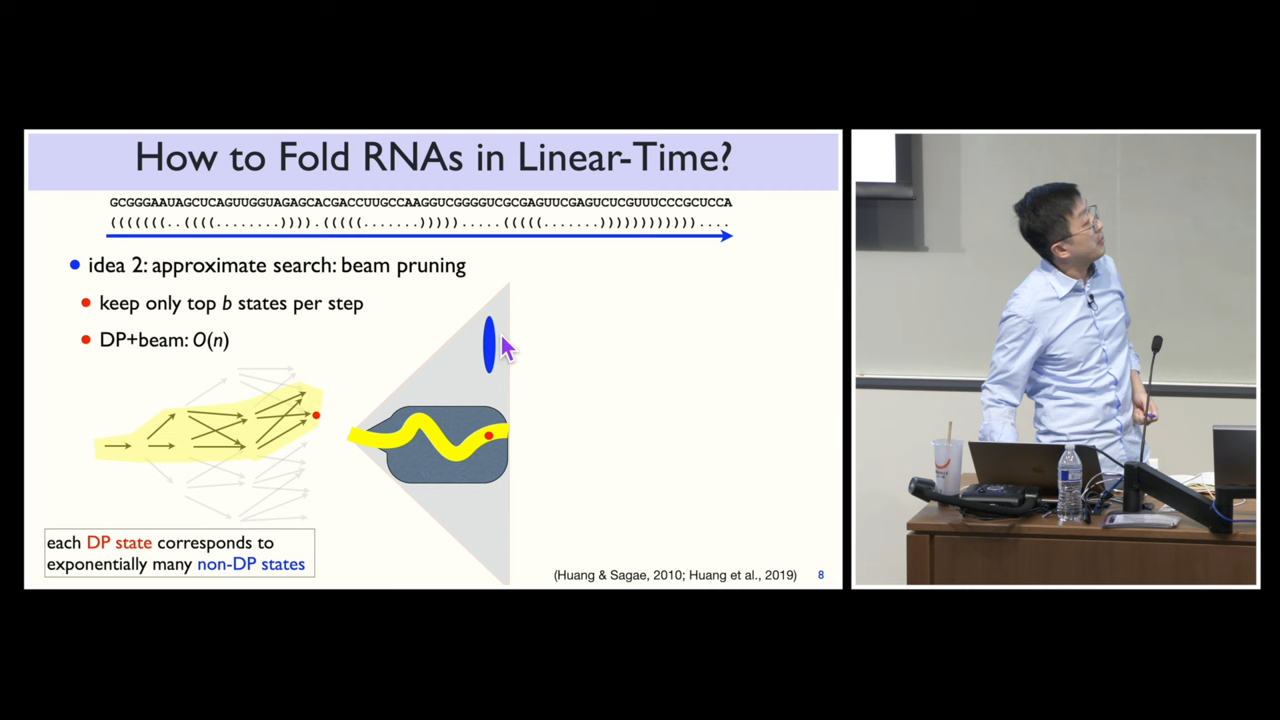 How to Fold RNAs in Linear-Time?
GCGGGAAUAGCUCAGUUGGUAGAGCACGACCUUGCCAAGGUCGGGGUCGCGAGUUCGAGUCUCGUUUCCCGCUCCA
(((((((..((((........)))).(((((.......))))).....(((((.......))))))))))))....
idea 2: approximate search: beam pruning
keep only top b states per step
DP+beam: O(n)
each DP state corresponds to
exponentially many non-DP states
(Huang & Sagae, 2010; Huang et al., 2019) 8